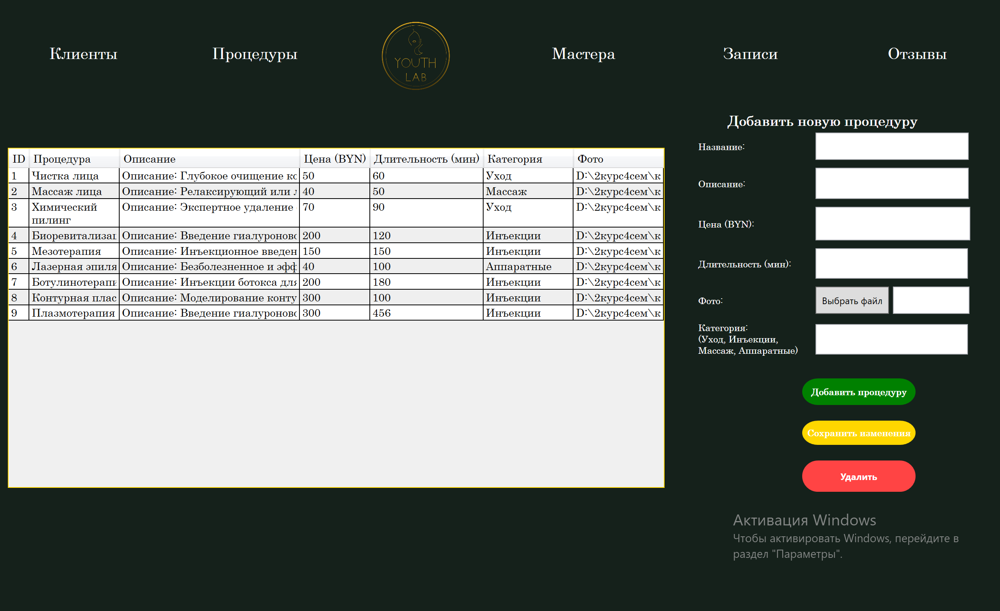 Клиенты Процедуры YOUTH LAB Мастера Записи Отзывы
Добавить новую процедуру
ID Процедура Описание Цена (BYN) Длительность (мин) Категория Фото
1 Чистка лица Описание: Глубокое очищение кс 50 60 Уход D:\2курс4сем\к
2 Массаж лица Описание: Релаксирующий или л 40 50 Массаж D:\2курс4сем\к
3 Химический пилинг Описание: Экспертное удаление 70 90 Уход D:\2курс4сем\к
4 Биоревитализац Описание: Введение гиалуроновс 200 120 Инъекции D:\2курс4сем\к
5 Мезотерапия Описание: Инъекционное введен 150 150 Инъекции D:\2курс4сем\к
6 Лазерная эпиля Описание: Безболезненное и эфф 40 100 Аппаратные D:\2курс4сем\к
7 Ботулинотерапи Описание: Инъекции ботокса для 200 180 Инъекции D:\2курс4сем\к
8 Контурная плас Описание: Моделирование конту 300 100 Инъекции D:\2курс4сем\к
9 Плазмотерапия Описание: Введение гиалуроновс 300 456 Инъекции D:\2курс4сем\к
Название:
Описание:
Цена (BYN):
Длительность (мин):
Фото: Выбрать файл
Категория:
(Уход, Инъекции,
Массаж, Аппаратные)
Добавить процедуру
Сохранить изменения
Удалить
Активация Windows
Чтобы активировать Windows, перейдите в
раздел "Параметры".